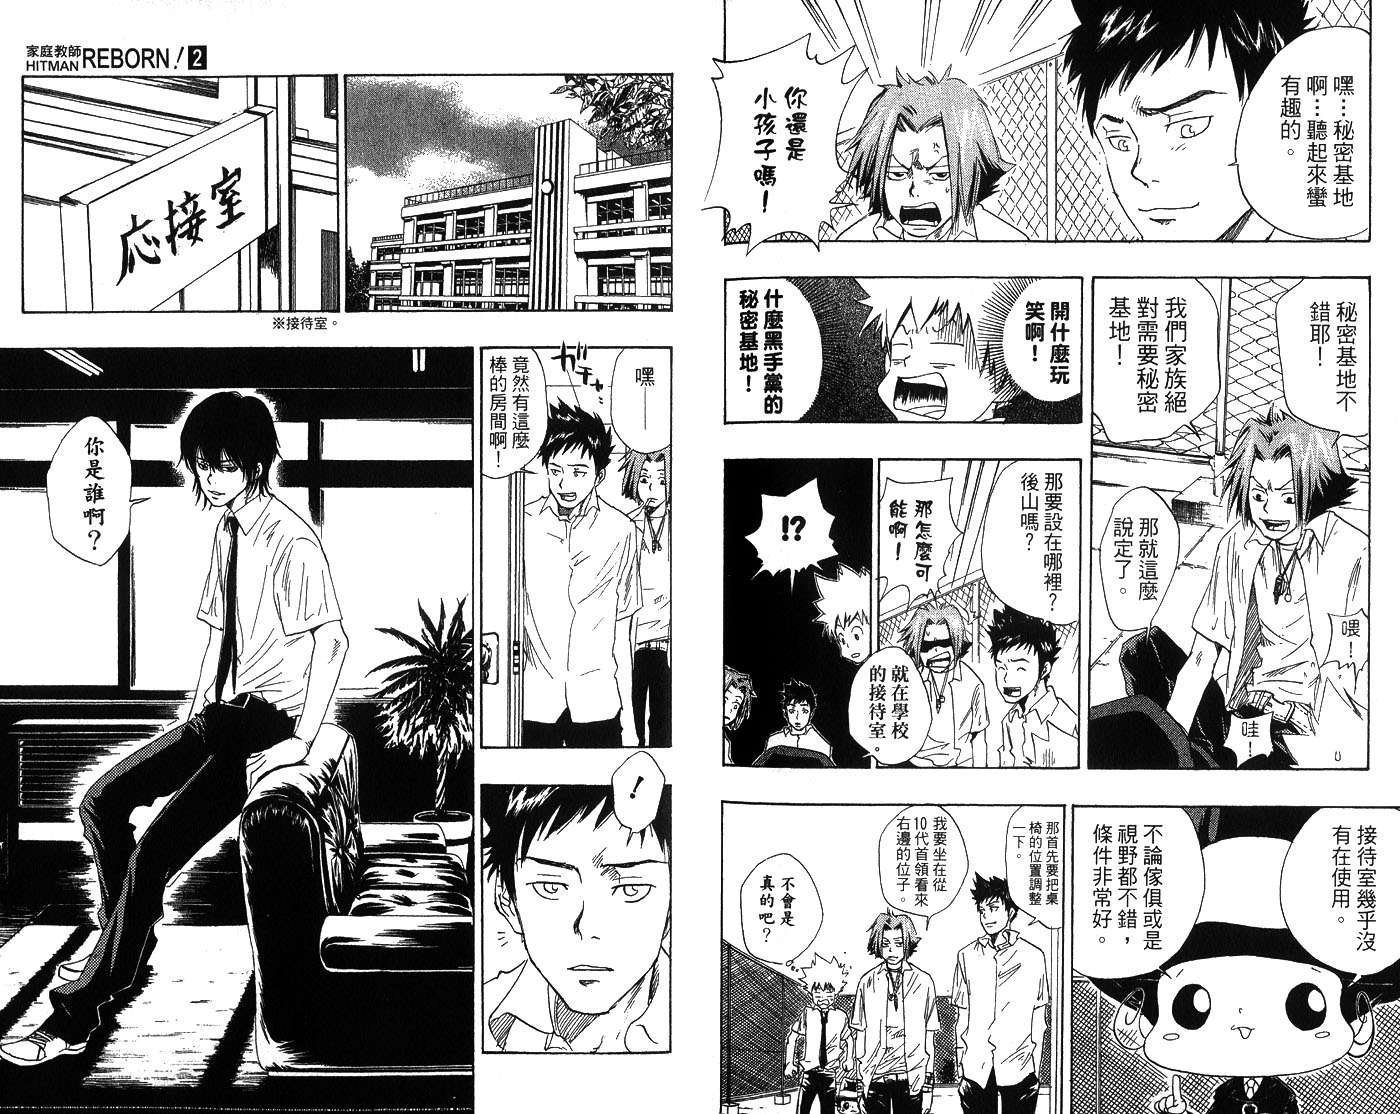 嘿…秘密基地
啊…聽起來蠻
有趣的。
你還是
小孩子嗎！
秘密基地不
錯耶！
我們家族絕
對需要秘密
基地！
那就這麼
說定了。
喂！
哇！
開什麼玩
笑啊！
什麼黑手黨的
秘密基地！
那要設在哪裡？
後山嗎？
那怎麼可
能啊！
就在學校
的接待室。
!?
接待室幾乎沒
有在使用。
不論傢俱或是
視野都不錯，
條件非常好。
那首先要把桌
椅的位置調整
一下。
我要坐在從
10代首領看來
右邊的位子。
不會是
真的吧？
家庭教師
HITMAN REBORN！2
応接室
※接待室。
嘿——
竟然有這麼
棒的房間啊！
ガチャ…
！
你是誰啊？